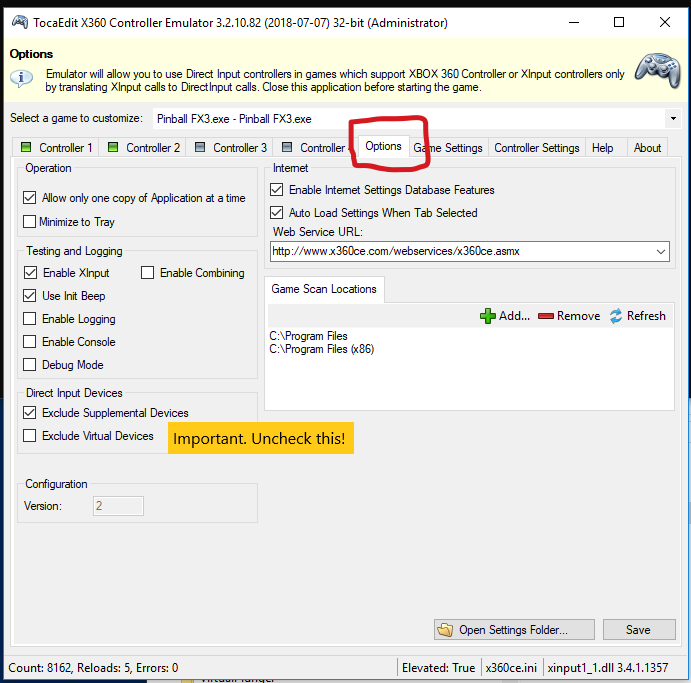 TocaEdit X360 Controller Emulator 3.2.10.82 (2018-07-07) 32-bit (Administrator)
Options
Emulator will allow you to use Direct Input controllers in games which support XBOX 360 Controller or XInput controllers only
by translating XInput calls to DirectInput calls. Close this application before starting the game.
Select a game to customize: Pinball FX3.exe - Pinball FX3.exe
Controller 1 Controller 2 Controller 3 Controller Options Game Settings Controller Settings Help About
Operation
Allow only one copy of Application at a time
Minimize to Tray
Testing and Logging
Enable XInput Enable Combining
Use Init Beep
Enable Logging
Enable Console
Debug Mode
Direct Input Devices
Exclude Supplemental Devices
Exclude Virtual Devices Important. Uncheck this!
Configuration
Version: 2
Internet
Enable Internet Settings Database Features
Auto Load Settings When Tab Selected
Web Service URL:
http://www.x360ce.com/webservices/x360ce.asmx
Game Scan Locations
Add... Remove Refresh
C:\Program Files
C:\Program Files (x86)
Open Settings Folder... Save
Count: 8162, Reloads: 5, Errors: 0 Elevated: True x360ce.ini xinput1_1.dll 3.4.1.1357